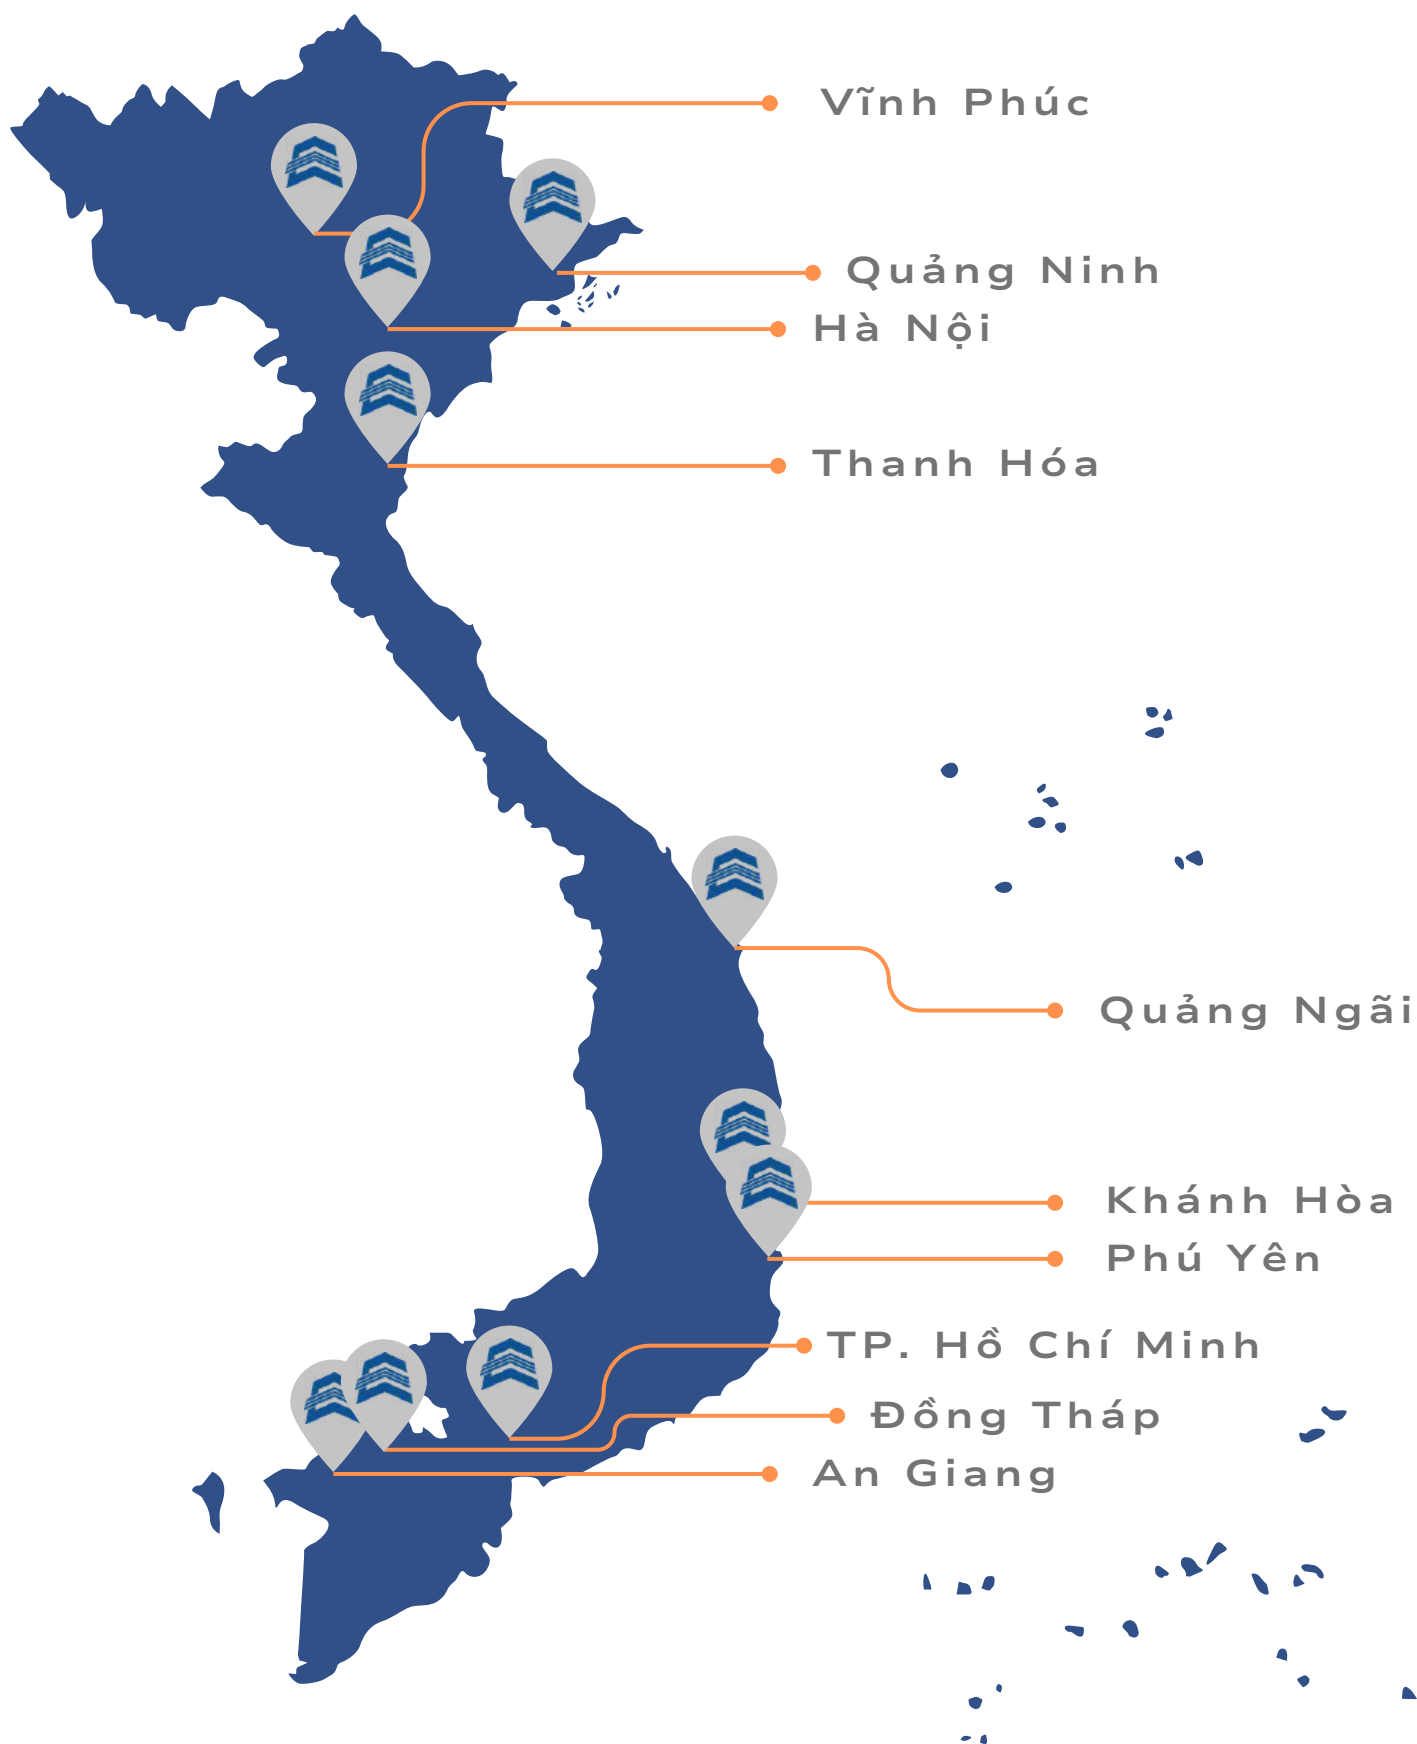 Vĩnh Phúc
Quảng Ninh
Hà Nội
Thanh Hóa
Quảng Ngãi
Khánh Hòa
Phú Yên
TP. Hồ Chí Minh
Đồng Tháp
An Giang